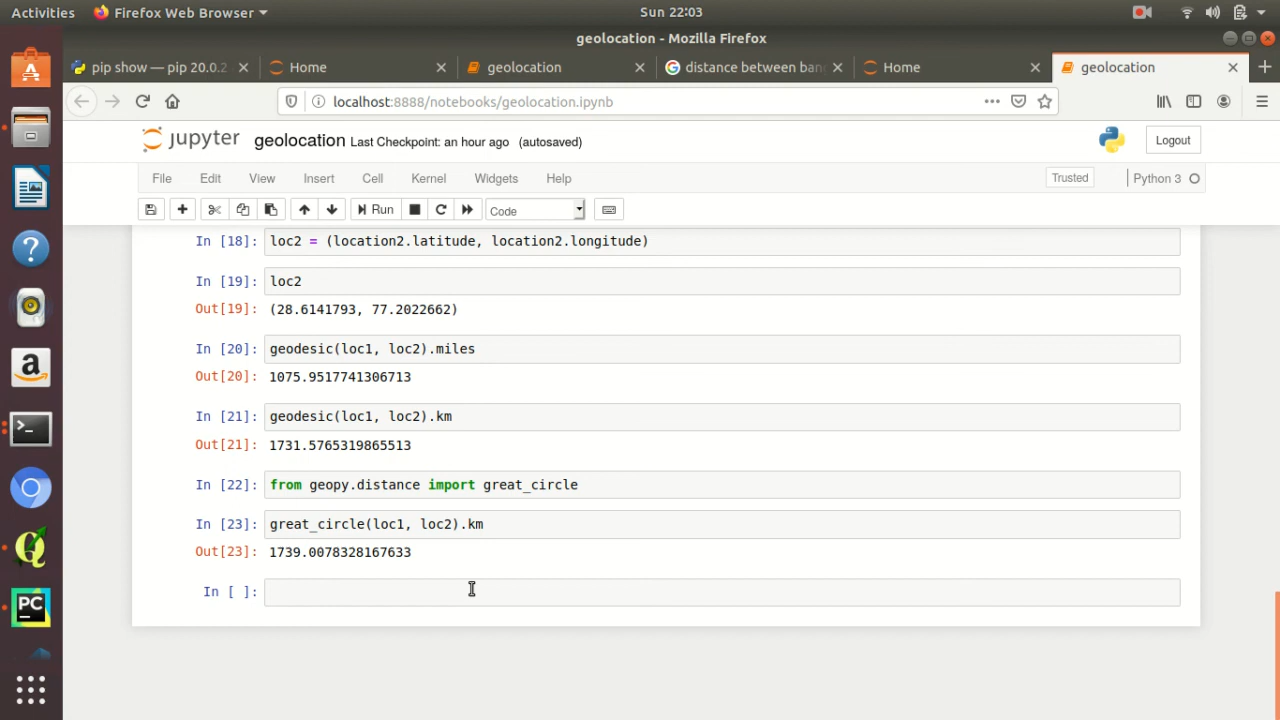 Activities Firefox Web Browser Sun 22:03
geolocation - Mozilla Firefox
pip show — pip 20.0.2 Home geolocation distance between ban Home geolocation
localhost:8888/notebooks/geolocation.ipynb
jupyter geolocation Last Checkpoint: an hour ago (autosaved) Logout
File Edit View Insert Cell Kernel Widgets Help Trusted Python 3
Run Code
In [18]: loc2 = (location2.latitude, location2.longitude)
In [19]: loc2
Out[19]: (28.6141793, 77.2022662)
In [20]: geodesic(loc1, loc2).miles
Out[20]: 1075.9517741306713
In [21]: geodesic(loc1, loc2).km
Out[21]: 1731.5765319865513
In [22]: from geopy.distance import great_circle
In [23]: great_circle(loc1, loc2).km
Out[23]: 1739.0078328167633
In [ ]:
PC